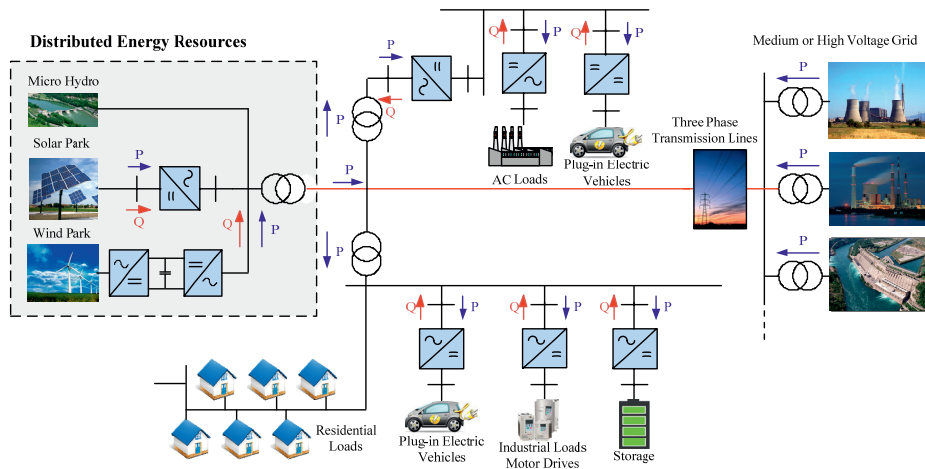 Distributed Energy Resources
Micro Hydro
Solar Park
P
Q
Wind Park
Q
P
P
P
Q
P
P
Q
P
Q
P
AC Loads
Plug-in Electric
Vehicles
Three Phase
Transmission Lines
Medium or High Voltage Grid
P
P
P
Q
P
Q
P
Q
P
Residential
Loads
Plug-in Electric
Vehicles
Industrial Loads
Motor Drives
Storage